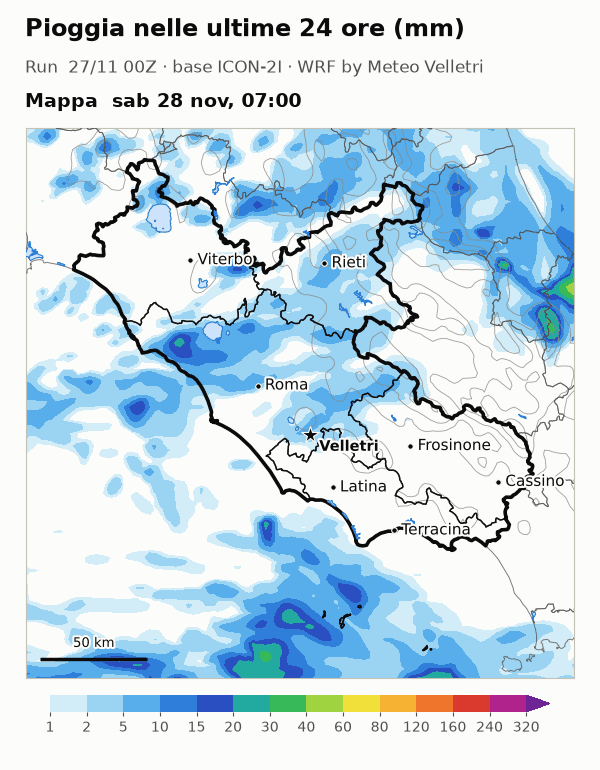 Pioggia nelle ultime 24 ore (mm)
Run 27/11 00Z · base ICON-2I · WRF by Meteo Velletri
Mappa sab 28 nov, 07:00
Viterbo
Rieti
Roma
Velletri
Frosinone
Latina
Cassino
Terracina
50 km
1 2 5 10 15 20 30 40 60 80 120 160 240 320